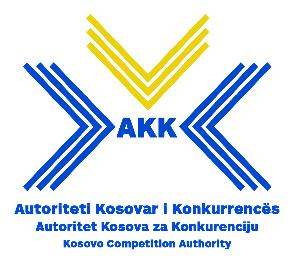 AKK
Autoriteti Kosovar i Konkurrencës
Autoritet Kosova za Konkurenciju
Kosovo Competition Authority